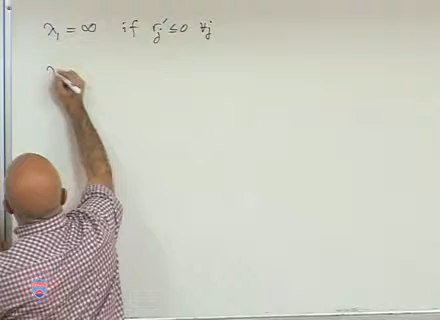 λ₁ = ∞ if rⱼ' ≤ 0 ∀j
λ